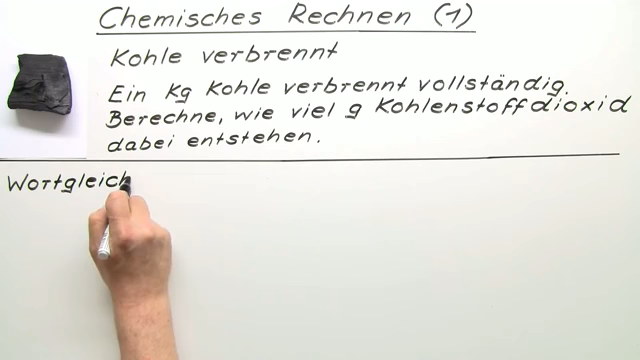 Chemisches Rechnen (1)
Kohle verbrennt
Ein Kg Kohle verbrennt vollständig.
Berechne, wie viel g Kohlenstoffdioxid
dabei entstehen.
Wortgleich